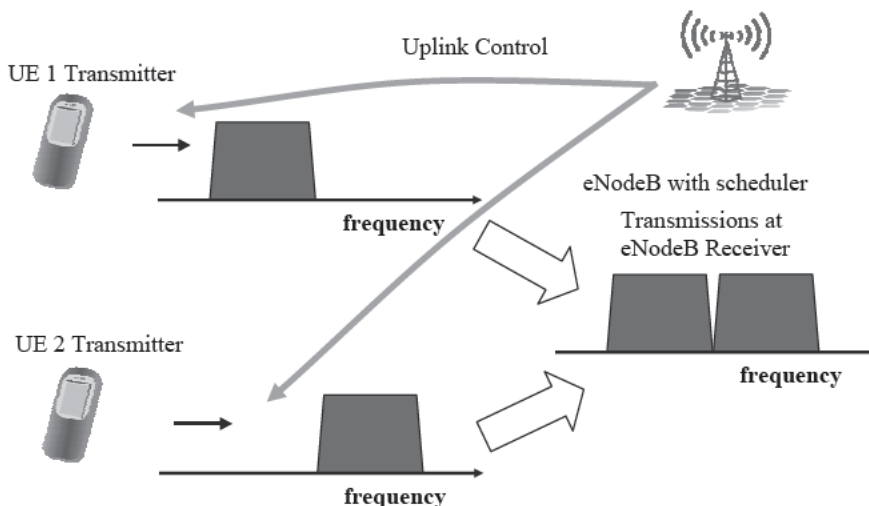 Uplink Control
UE 1 Transmitter
eNodeB with scheduler
frequency
Transmissions at
eNodeB Receiver
UE 2 Transmitter
frequency
frequency